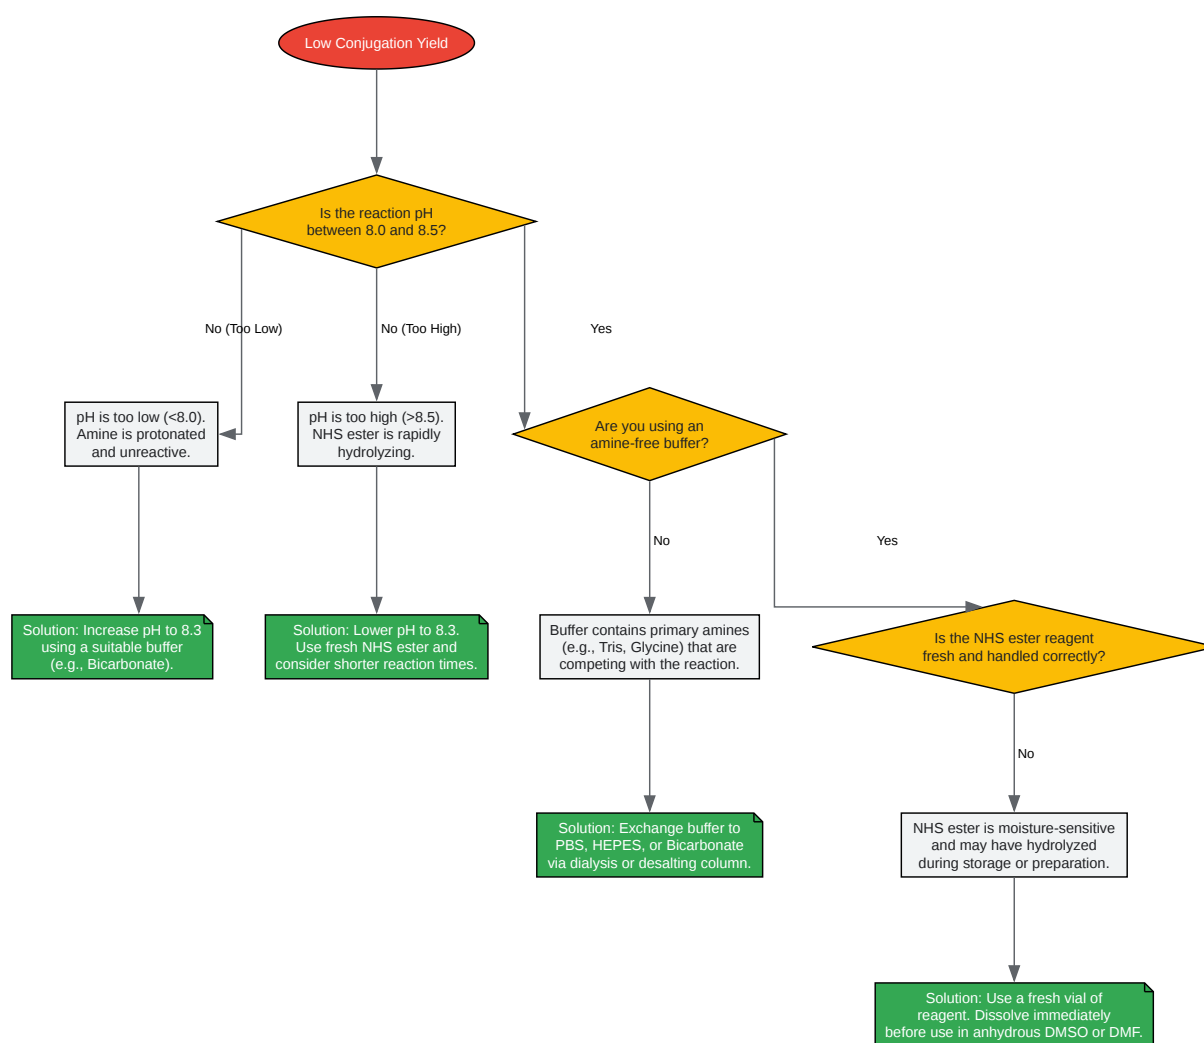 Low Conjugation Yield
Is the reaction pH
between 8.0 and 8.5?
No (Too Low)
No (Too High)
Yes
pH is too low (<8.0).
Amine is protonated
and unreactive.
pH is too high (>8.5).
NHS ester is rapidly
hydrolyzing.
Are you using an
amine-free buffer?
No
Yes
Solution: Increase pH to 8.3
using a suitable buffer
(e.g., Bicarbonate).
Solution: Lower pH to 8.3.
Use fresh NHS ester and
consider shorter reaction times.
Buffer contains primary amines
(e.g., Tris, Glycine) that are
competing with the reaction.
Is the NHS ester reagent
fresh and handled correctly?
No
Solution: Exchange buffer to
PBS, HEPES, or Bicarbonate
via dialysis or desalting column.
NHS ester is moisture-sensitive
and may have hydrolyzed
during storage or preparation.
Solution: Use a fresh vial of
reagent. Dissolve immediately
before use in anhydrous DMSO or DMF.